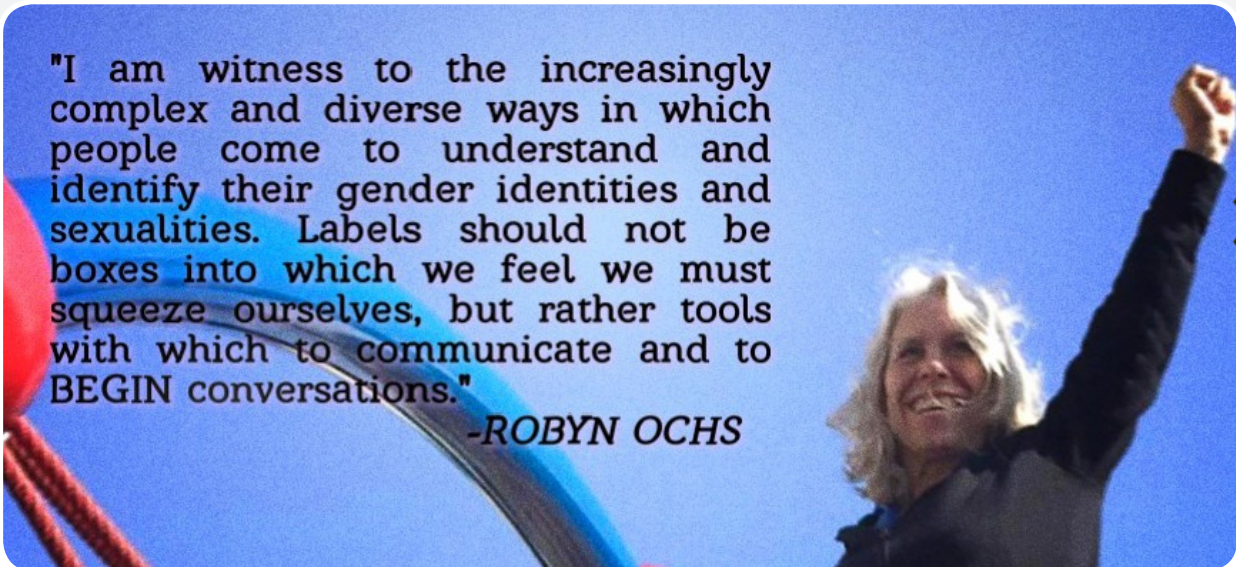 "I am witness to the increasingly
complex and diverse ways in which
people come to understand and
identify their gender identities and
sexualities. Labels should not be
boxes into which we feel we must
squeeze ourselves, but rather tools
with which to communicate and to
BEGIN conversations."
-ROBYN OCHS